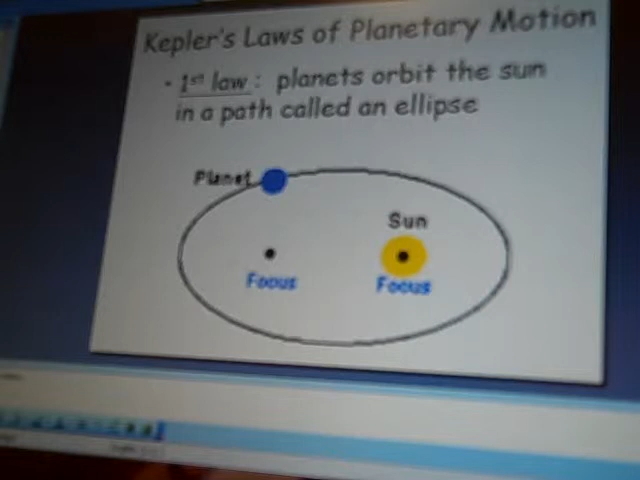 Kepler's Laws of Planetary Motion
- 1st law : planets orbit the sun
in a path called an ellipse
Planet
Sun
Focus
Focus